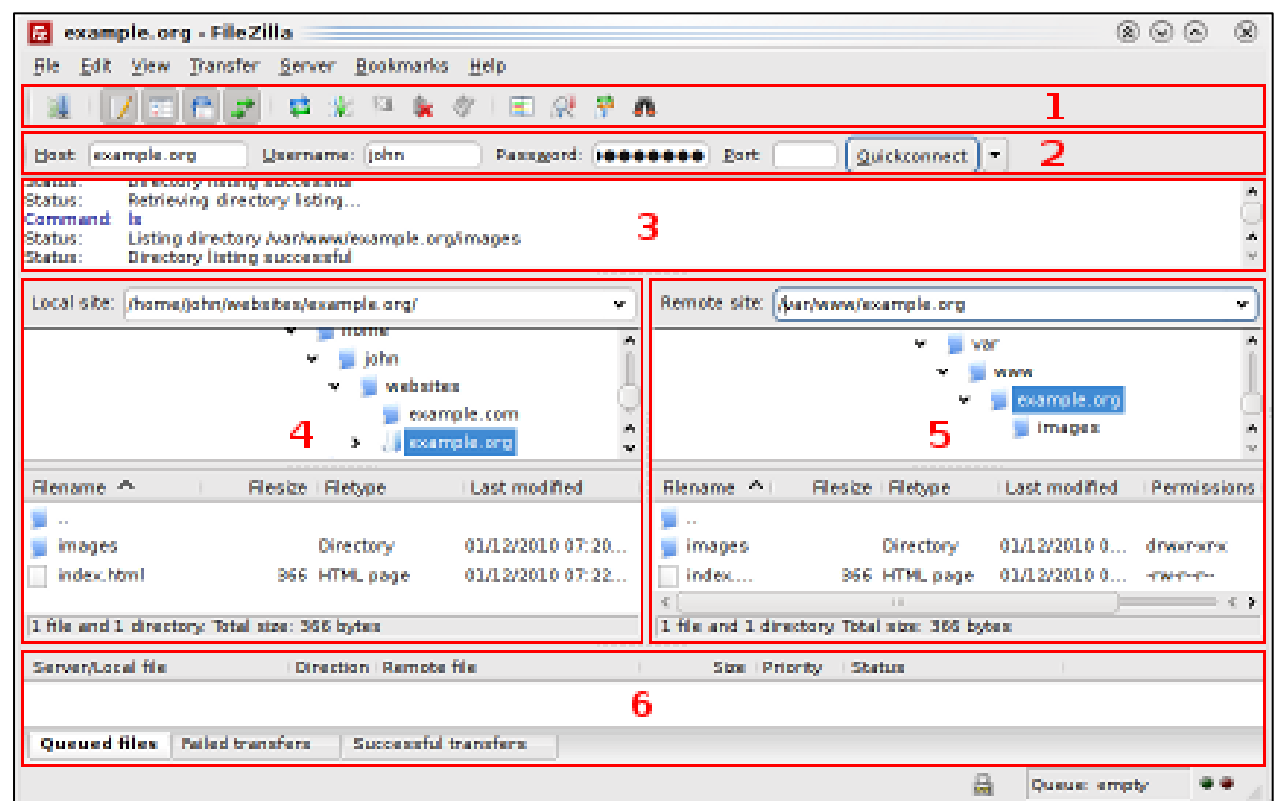 example.org - FileZilla
File Edit View Transfer Server Bookmarks Help
1
Host: example.org Username: john Password: ●●●●●●●●● Port: Quickconnect
2
Status: Directory listing successful
Status: Retrieving directory listing...
Command: ls
Status: Listing directory /var/www/example.org/images
Status: Directory listing successful
3
Local site: /home/john/websites/example.org/
home
john
websites
example.com
example.org
4
Filename Filesize Filetype Last modified
..
images Directory 01/12/2010 07:20...
index.html 366 HTML page 01/12/2010 07:22...
1 file and 1 directory. Total size: 366 bytes
Remote site: /var/www/example.org
var
www
example.org
images
5
Filename Filesize Filetype Last modified Permissions
..
images Directory 01/12/2010 0... drwxr-xr-x
index.... 366 HTML page 01/12/2010 0... -rw-r--r--
1 file and 1 directory. Total size: 366 bytes
Server/Local file Direction Remote file Size Priority Status
6
Queued files Failed transfers Successful transfers
Queue: empty